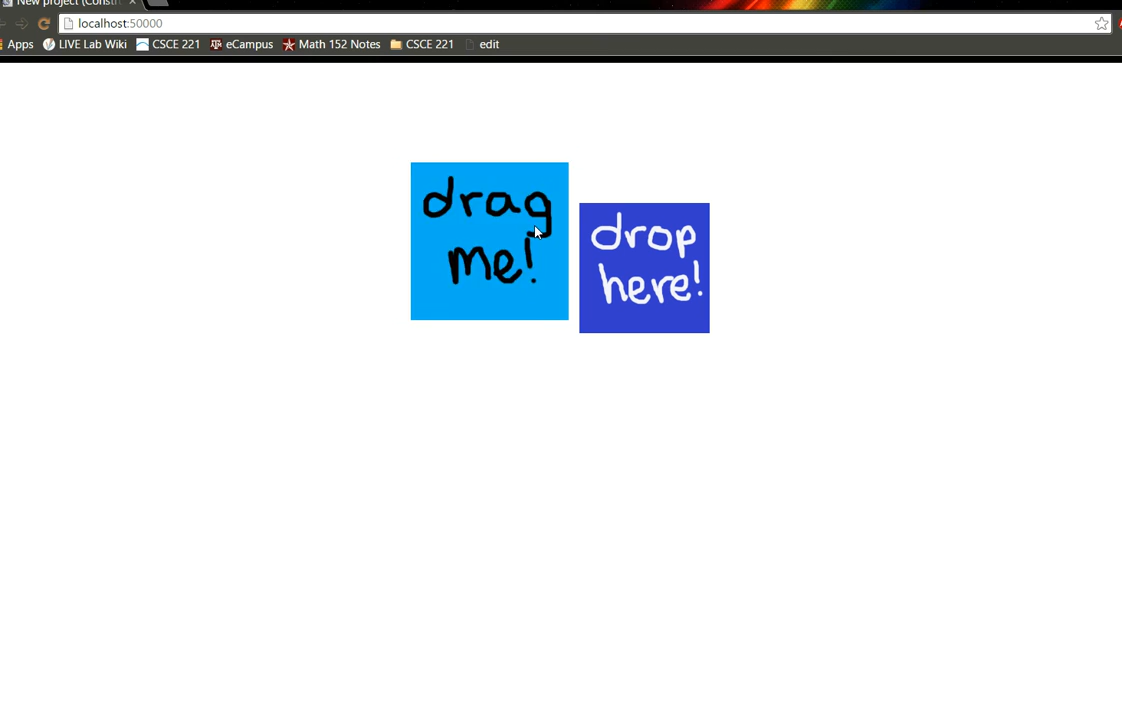 New project (Constr
localhost:50000
Apps LIVE Lab Wiki CSCE 221 eCampus Math 152 Notes CSCE 221 edit
drag
me!
drop
here!